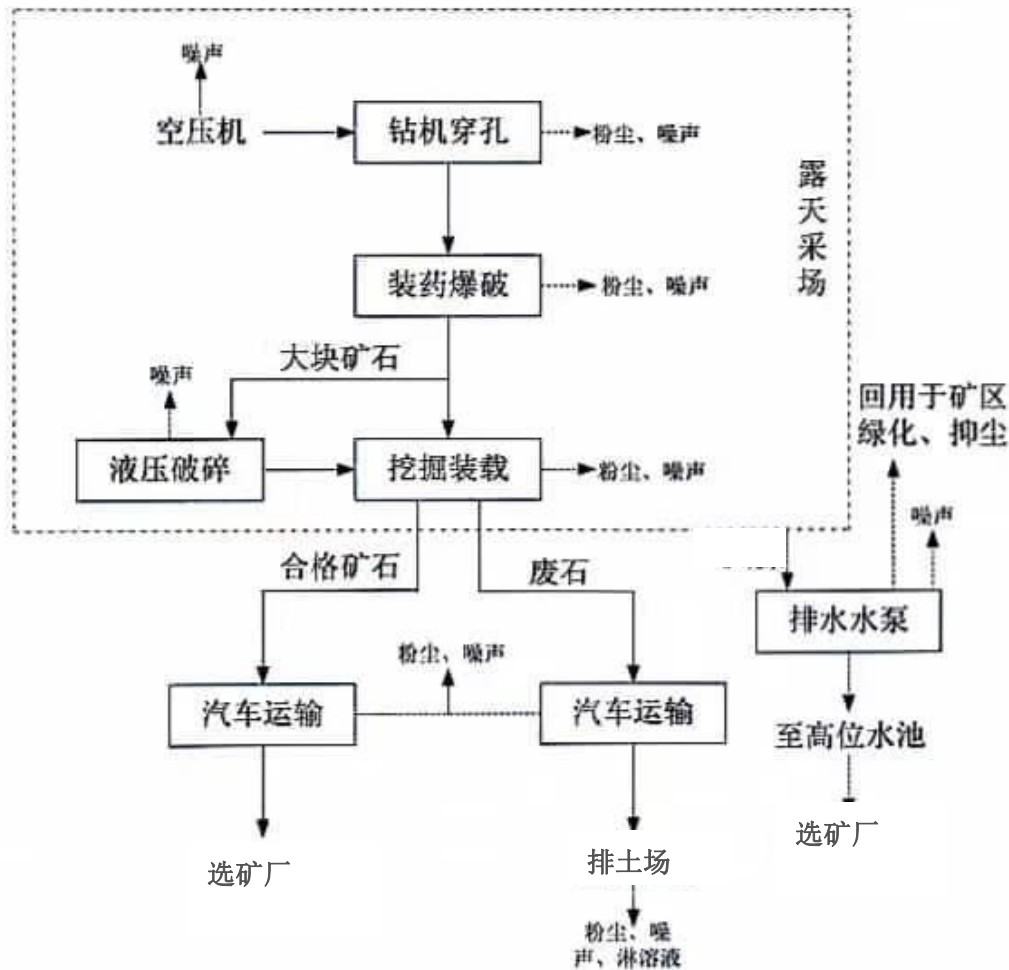 噪声
空压机
钻机穿孔
粉尘、噪声
露天采场
装药爆破
粉尘、噪声
大块矿石
噪声
液压破碎
挖掘装载
粉尘、噪声
回用于矿区
绿化、抑尘
噪声
合格矿石
废石
排水水泵
粉尘、噪声
汽车运输
汽车运输
至高位水池
选矿厂
排土场
选矿厂
粉尘、噪
声、淋溶液